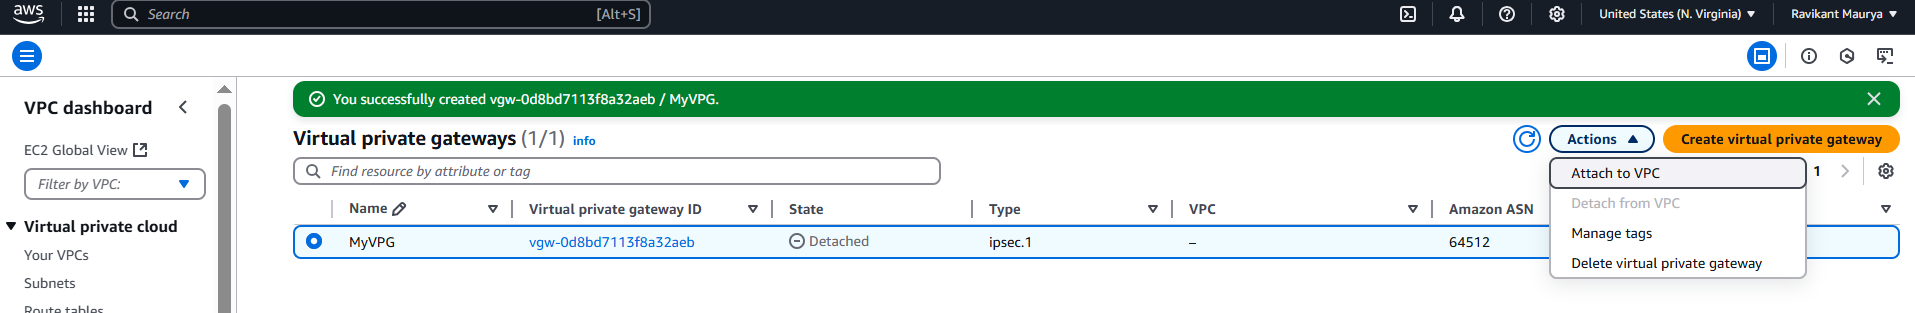 aws
Search [Alt+S]
United States (N. Virginia) Ravikant Maurya
VPC dashboard
EC2 Global View
Filter by VPC:
Virtual private cloud
Your VPCs
Subnets
Route tables
You successfully created vgw-0d8bd7113f8a32aeb / MyVPG.
Virtual private gateways (1/1) info
Actions
Create virtual private gateway
Find resource by attribute or tag
1
Attach to VPC
Detach from VPC
Manage tags
Delete virtual private gateway
Name Virtual private gateway ID State Type VPC Amazon ASN
MyVPG vgw-0d8bd7113f8a32aeb Detached ipsec.1 – 64512